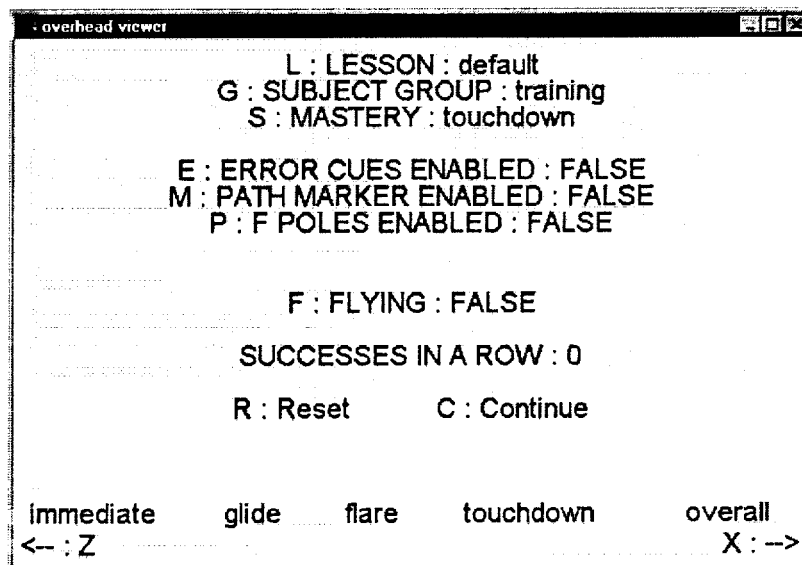 overhead viewer
L : LESSON : default
G : SUBJECT GROUP : training
S : MASTERY : touchdown
E : ERROR CUES ENABLED : FALSE
M : PATH MARKER ENABLED : FALSE
P : F POLES ENABLED : FALSE
F : FLYING : FALSE
SUCCESSES IN A ROW : 0
R : Reset C : Continue
immediate glide flare touchdown overall
<-- : Z X : -->